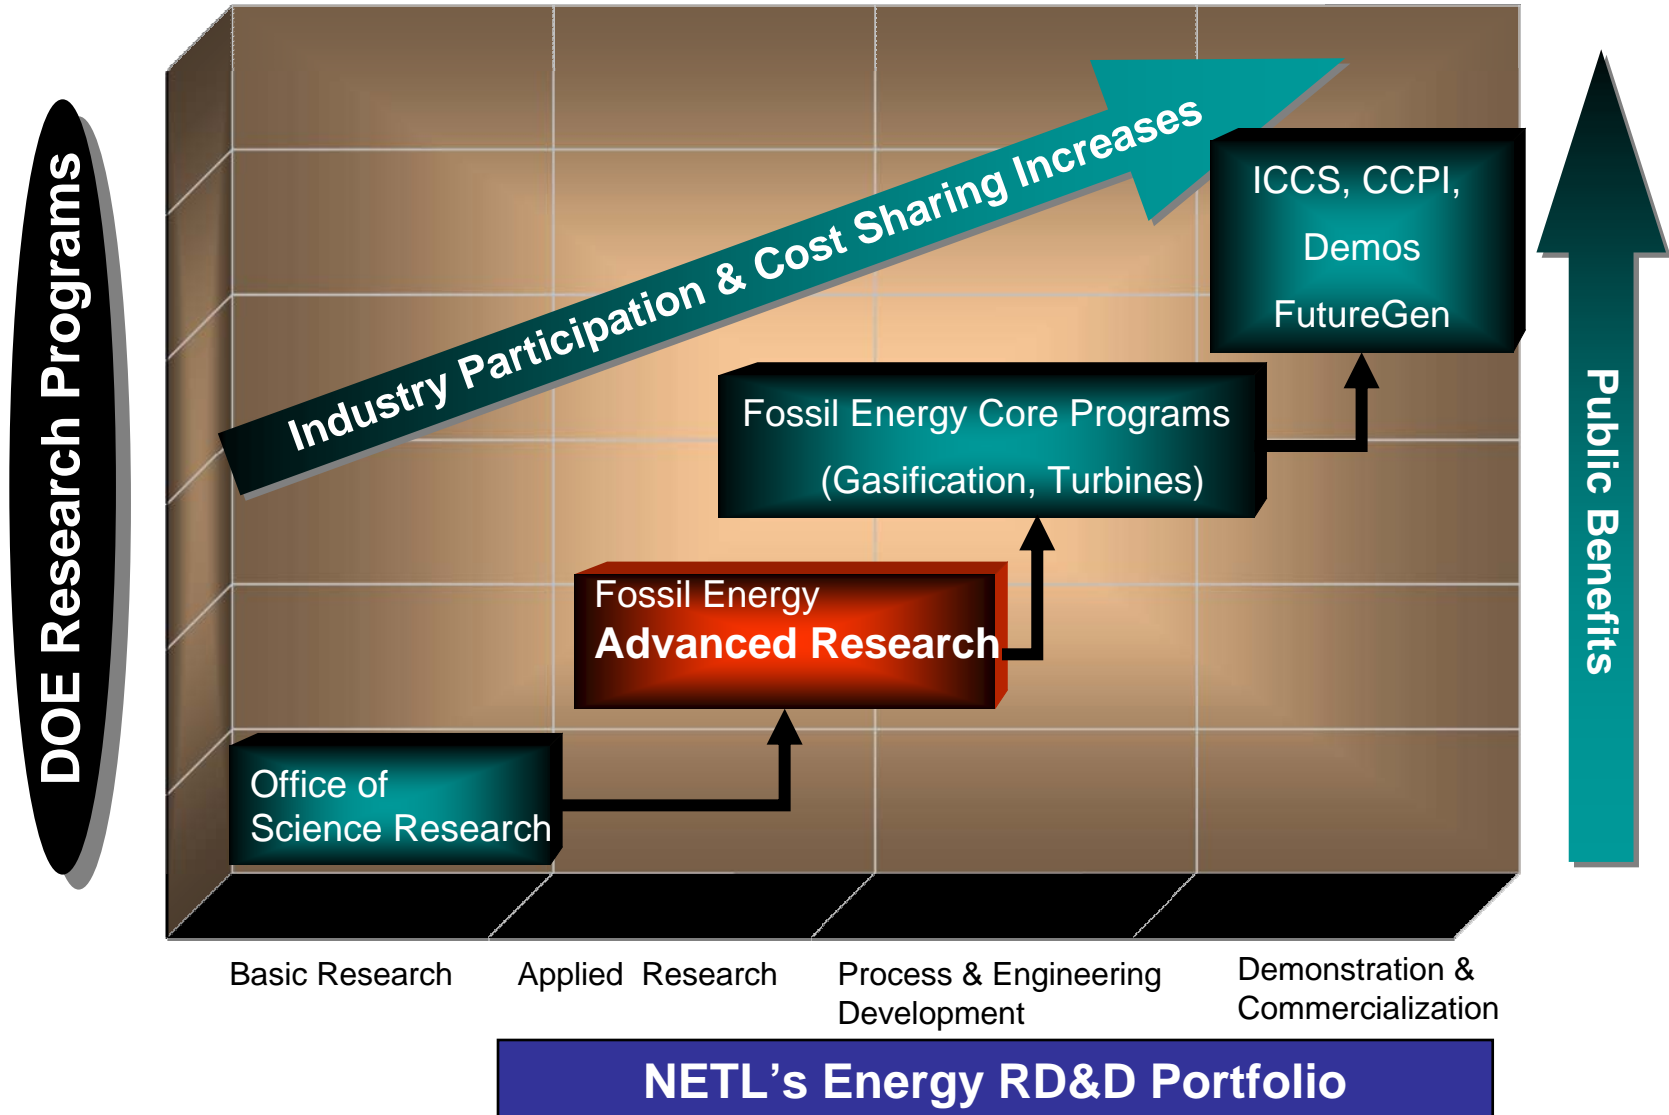 DOE Research Programs
Industry Participation & Cost Sharing Increases
ICCS, CCPI,
Demos
FutureGen
Fossil Energy Core Programs
(Gasification, Turbines)
Fossil Energy
Advanced Research
Office of
Science Research
Public Benefits
Basic Research
Applied Research
Process & Engineering
Development
Demonstration &
Commercialization
NETL’s Energy RD&D Portfolio